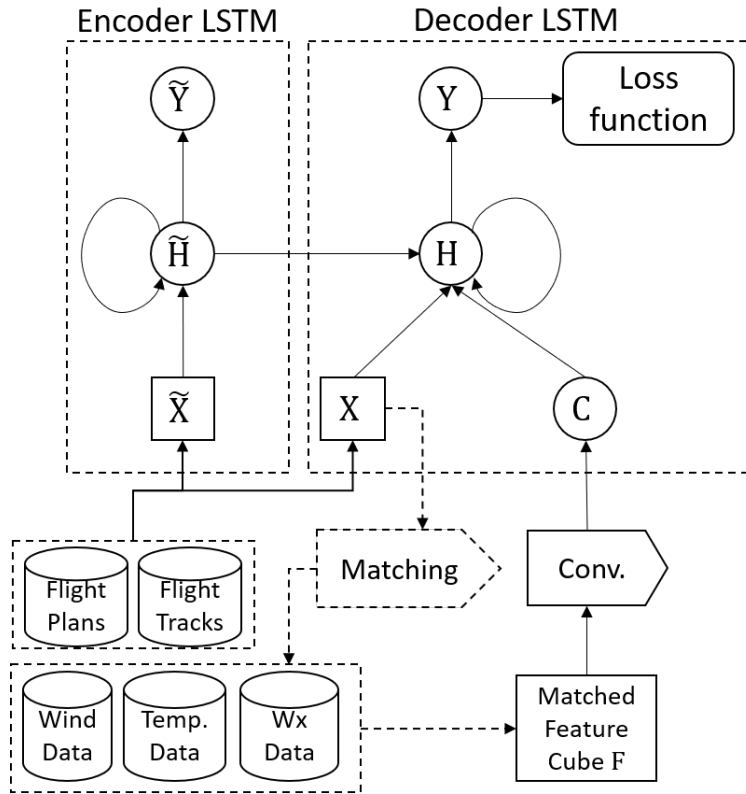 Encoder LSTM
Decoder LSTM
Ỹ
Y
Loss
function
H̃
H
X̃
X
C
Flight
Plans
Flight
Tracks
Matching
Conv.
Wind
Data
Temp.
Data
Wx
Data
Matched
Feature
Cube F